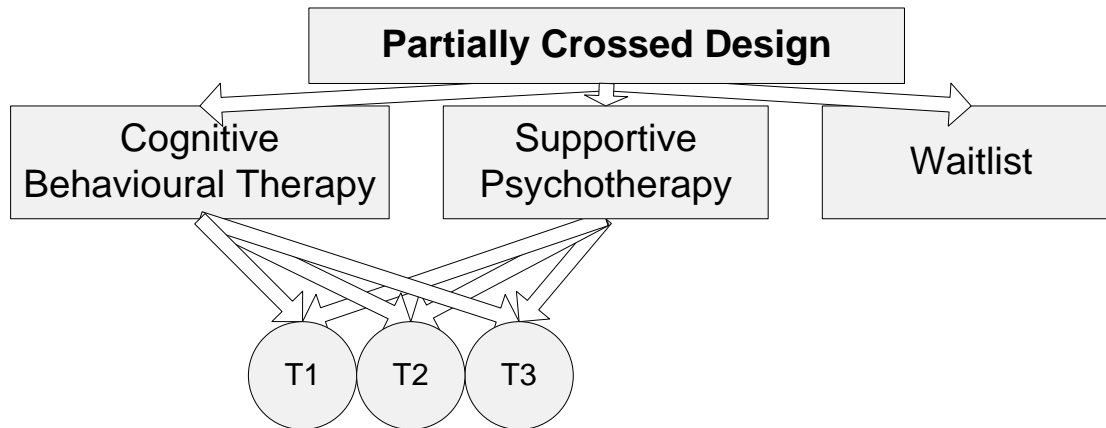 Partially Crossed Design
Cognitive
Behavioural Therapy
Supportive
Psychotherapy
Waitlist
T1
T2
T3